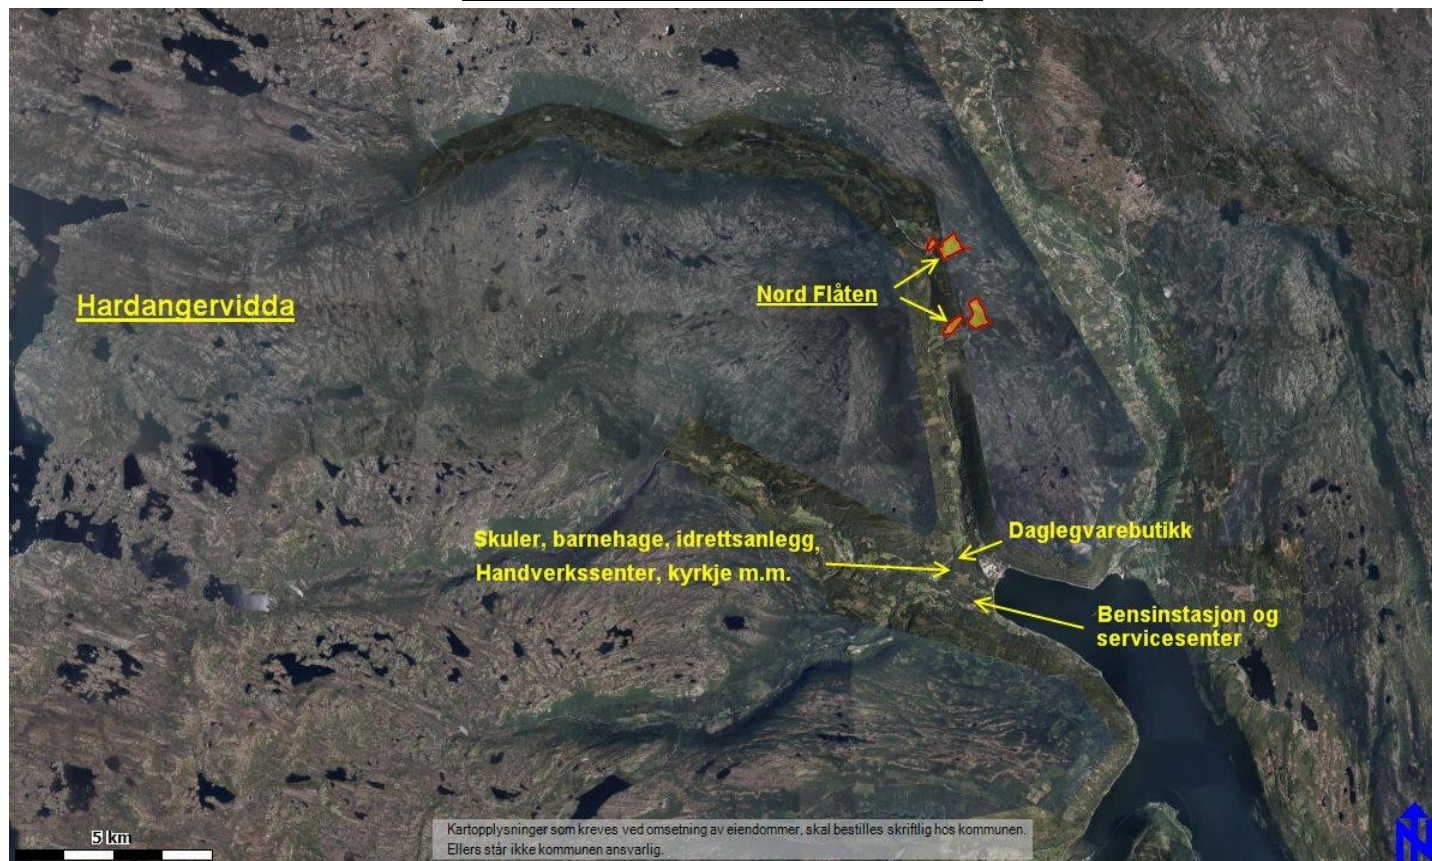 Hardangervidda
Nord Flåten
Skuler, barnehage, idrettsanlegg,
Handverkssenter, kyrkje m.m.
Daglegvarebutikk
Bensinstasjon og
servicesenter
5 km
Kartopplysninger som kreves ved omsetning av eiendommer, skal bestilles skriftlig hos kommunen.
Ellers står ikke kommunen ansvarlig.
N